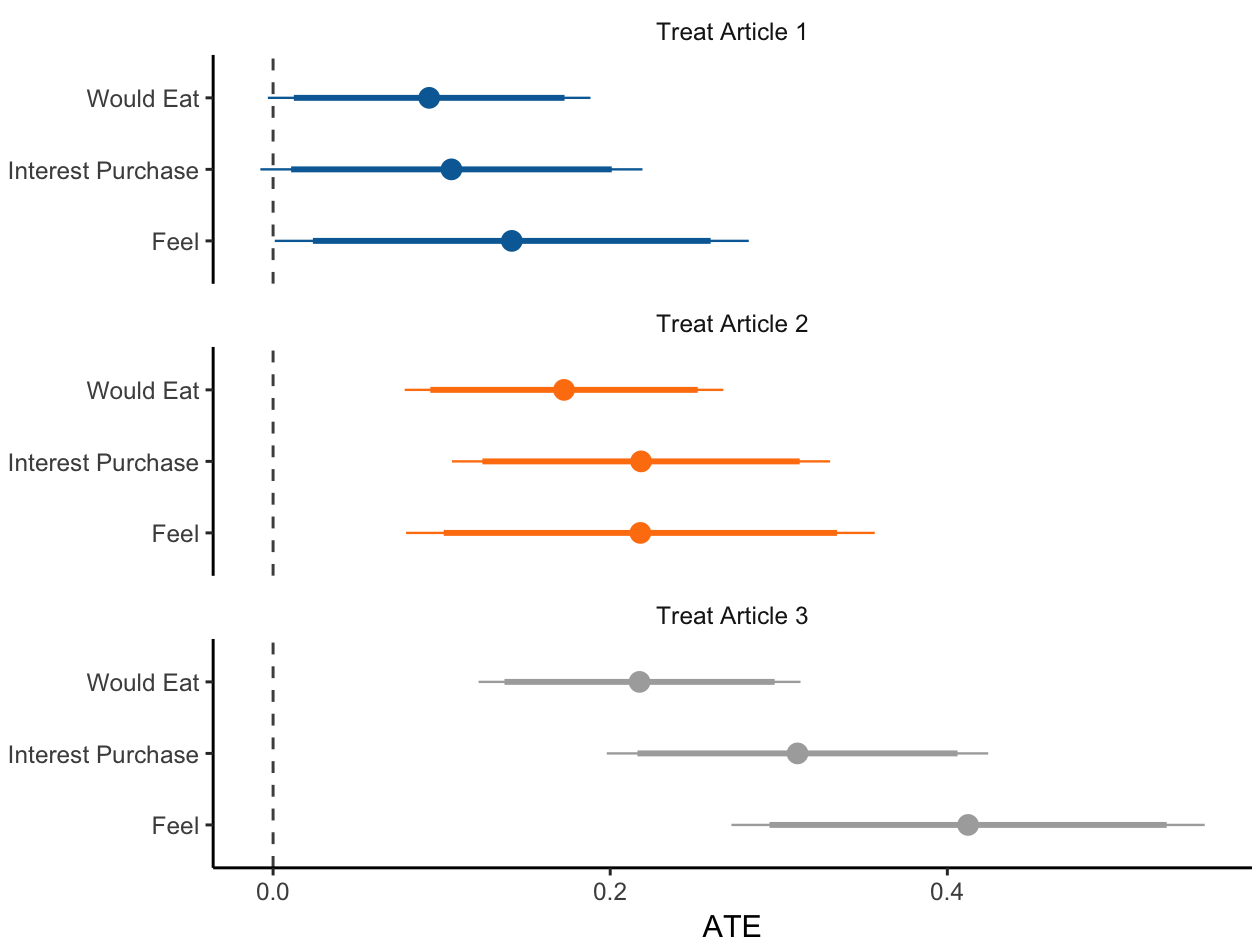 Treat Article 1
Would Eat
Interest Purchase
Feel
Treat Article 2
Would Eat
Interest Purchase
Feel
Treat Article 3
Would Eat
Interest Purchase
Feel
0.0 0.2 0.4
ATE